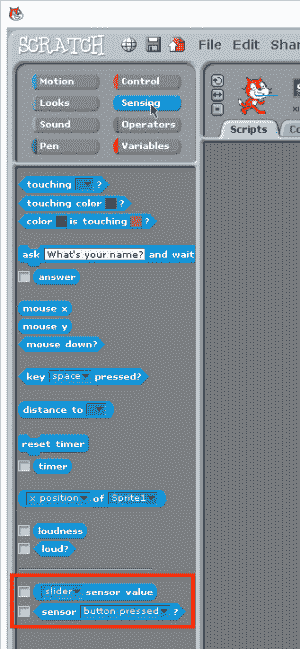 SCRATCH File Edit Shar
Motion Control
Looks Sensing
Sound Operators
Pen Variables
Scripts Co
touching ?
touching color ?
color is touching ?
ask What's your name? and wait
answer
mouse x
mouse y
mouse down?
key space pressed?
distance to
reset timer
timer
x position of Sprite1
loudness
loud?
slider sensor value
sensor button pressed ?